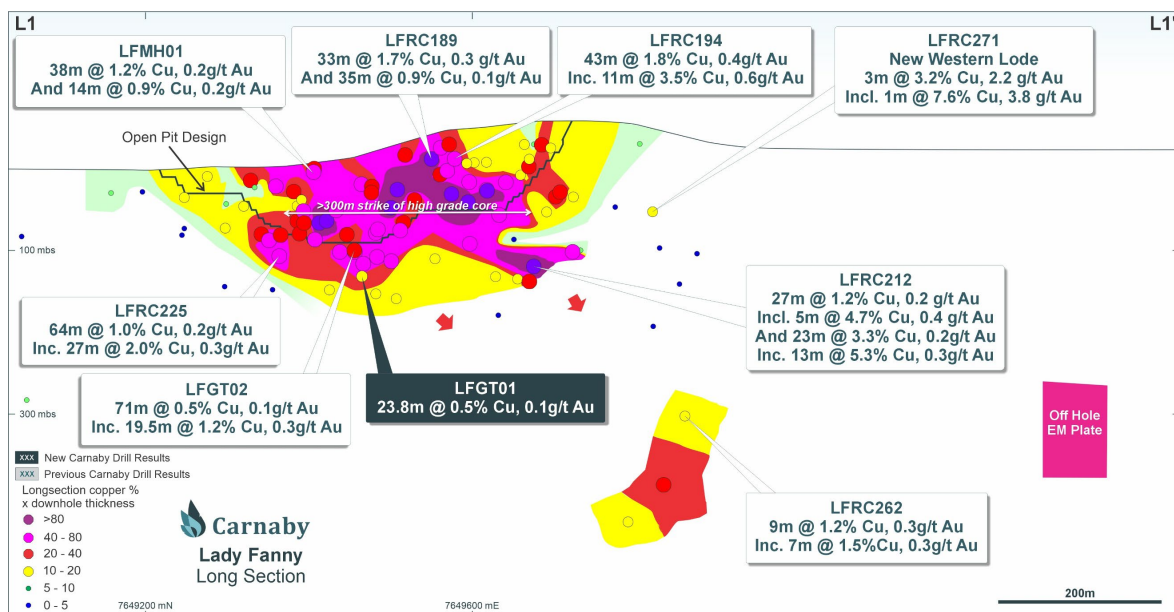 L1
L1'
LFMH01
38m @ 1.2% Cu, 0.2g/t Au
And 14m @ 0.9% Cu, 0.2g/t Au
LFRC189
33m @ 1.7% Cu, 0.3 g/t Au
And 35m @ 0.9% Cu, 0.1g/t Au
LFRC194
43m @ 1.8% Cu, 0.4g/t Au
Inc. 11m @ 3.5% Cu, 0.6g/t Au
LFRC271
New Western Lode
3m @ 3.2% Cu, 2.2 g/t Au
Incl. 1m @ 7.6% Cu, 3.8 g/t Au
Open Pit Design
>300m strike of high grade core
100 mbs
LFRC225
64m @ 1.0% Cu, 0.2g/t Au
Inc. 27m @ 2.0% Cu, 0.3g/t Au
LFRC212
27m @ 1.2% Cu, 0.2 g/t Au
Incl. 5m @ 4.7% Cu, 0.4 g/t Au
And 23m @ 3.3% Cu, 0.2g/t Au
Inc. 13m @ 5.3% Cu, 0.3g/t Au
LFGT02
71m @ 0.5% Cu, 0.1g/t Au
Inc. 19.5m @ 1.2% Cu, 0.3g/t Au
LFGT01
23.8m @ 0.5% Cu, 0.1g/t Au
300 mbs
Off Hole
EM Plate
XXX New Carnaby Drill Results
XXX Previous Carnaby Drill Results
Longsection copper %
x downhole thickness
>80
40 - 80
20 - 40
10 - 20
5 - 10
0 - 5
Carnaby
Lady Fanny
Long Section
LFRC262
9m @ 1.2% Cu, 0.3g/t Au
Inc. 7m @ 1.5%Cu, 0.3g/t Au
7649200 mN
7649600 mE
200m